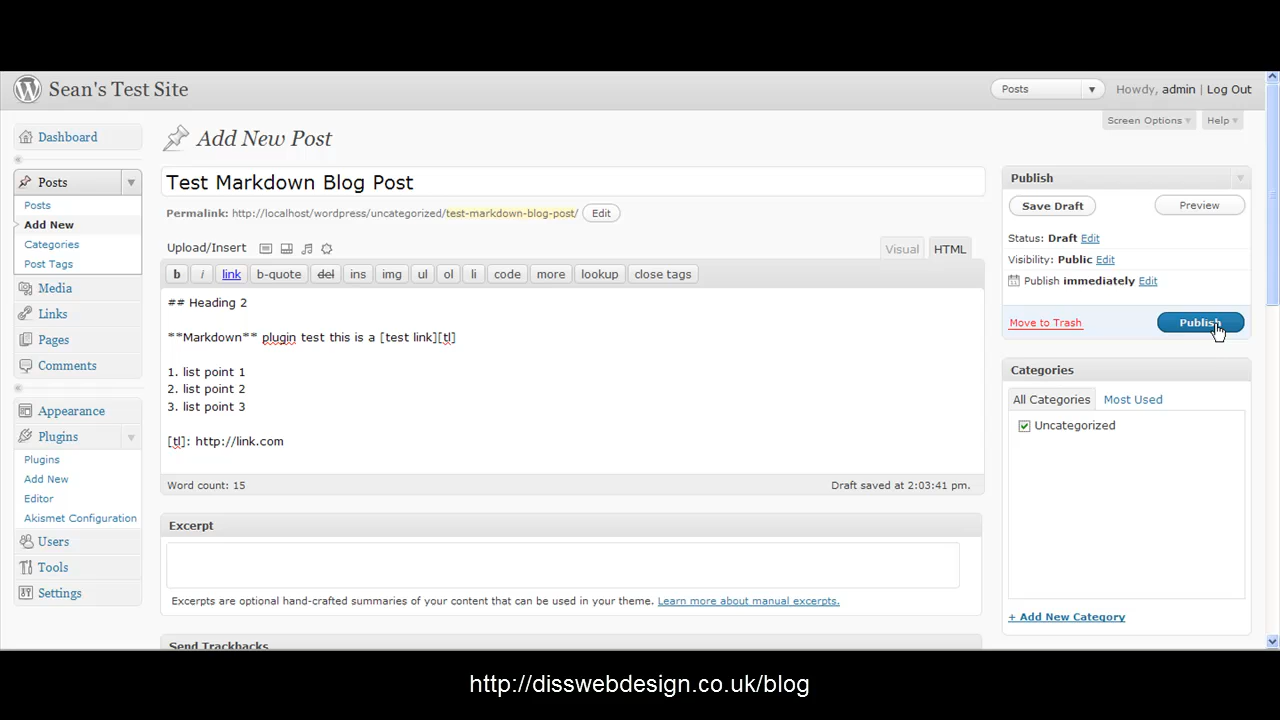 Sean's Test Site
Posts
Howdy, admin | Log Out
Screen Options
Help
Dashboard
Posts
Posts
Add New
Categories
Post Tags
Media
Links
Pages
Comments
Appearance
Plugins
Plugins
Add New
Editor
Akismet Configuration
Users
Tools
Settings
Add New Post
Test Markdown Blog Post
Permalink: http://localhost/wordpress/uncategorized/test-markdown-blog-post/ Edit
Upload/Insert
Visual HTML
b i link b-quote del ins img ul ol li code more lookup close tags
## Heading 2
**Markdown** plugin test this is a [test link][tl]
1. list point 1
2. list point 2
3. list point 3
[tl]: http://link.com
Word count: 15 Draft saved at 2:03:41 pm.
Excerpt
Excerpts are optional hand-crafted summaries of your content that can be used in your theme. Learn more about manual excerpts.
Send Trackbacks
Publish
Save Draft Preview
Status: Draft Edit
Visibility: Public Edit
Publish immediately Edit
Move to Trash Publish
Categories
All Categories Most Used
Uncategorized
+ Add New Category
http://disswebdesign.co.uk/blog